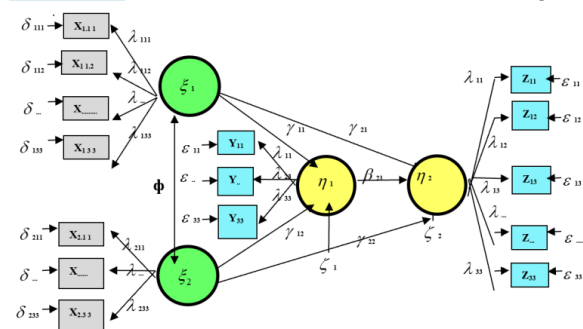 δ 111 X1.1 1 λ 111
δ 112 X1 1.2 λ 112
δ ... X......... λ ...
δ 133 X1 3 3 λ 133
ξ 1
γ 11 γ 21
ε 11 Y11 λ 11
ε .. Y.. λ 23
ε 33 Y33 λ 33
ϕ
η 1 β 21 η 2
γ 12 γ 22
ζ 1 ζ 2
δ 211 X2.1 1 λ 211
δ ... X..... λ ...
δ 233 X2.3 3 λ 233
ξ2
λ 11 Z11 ε 11
λ 12 Z12 ε 12
λ 13 Z13 ε 13
λ ... Z... ε ...
λ 33 Z33 ε 33